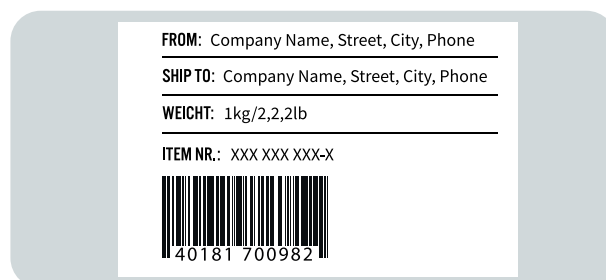 FROM: Company Name, Street, City, Phone
SHIP TO: Company Name, Street, City, Phone
WEICHT: 1kg/2,2,2lb
ITEM NR.: XXX XXX XXX-X
40181 700982